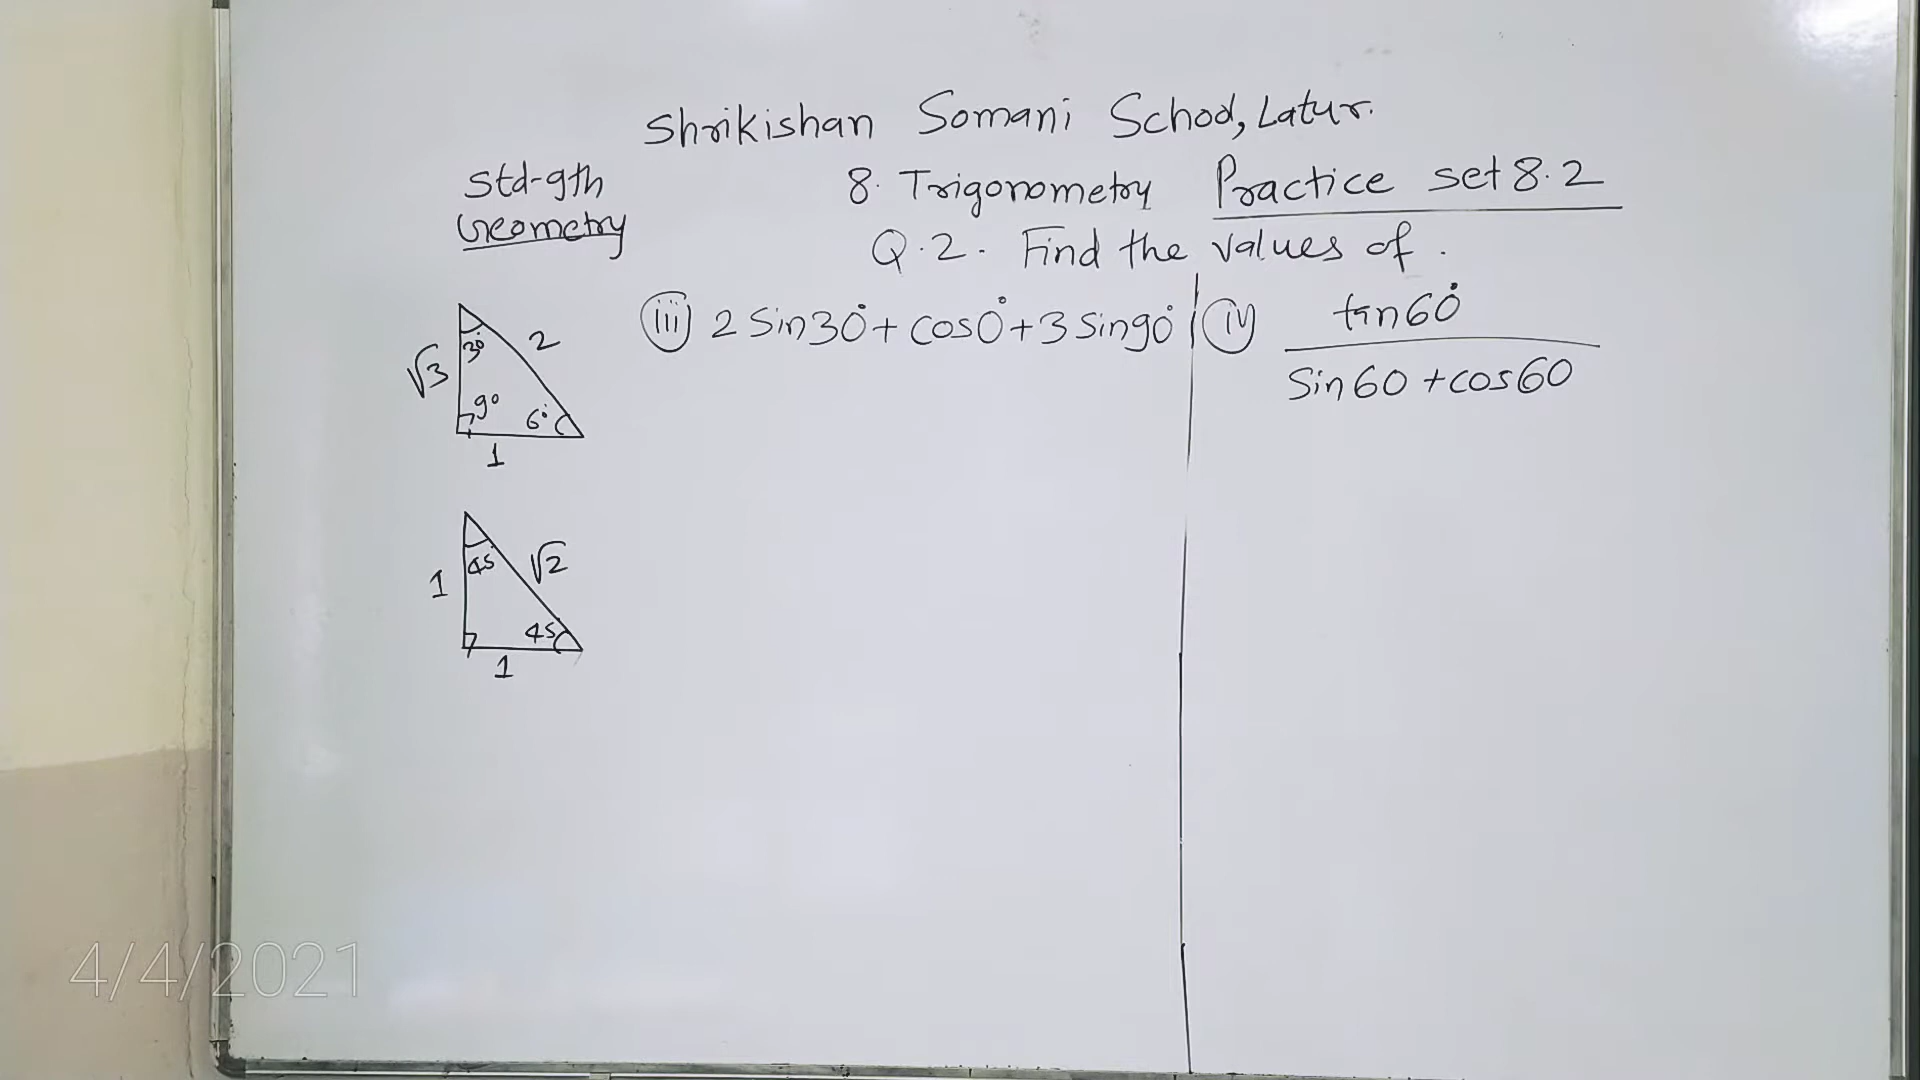 Shrikishan Somani School, Latur.
Std-9th
Geometry
8. Trigonometry Practice set 8.2
Q.2. Find the values of.
(iii) 2 Sin30° + cos0° + 3 Sin90°
(iv) tan60°
Sin60 + cos60
30
2
√3
90
60
1
45
√2
1
45
1
4/4/2021